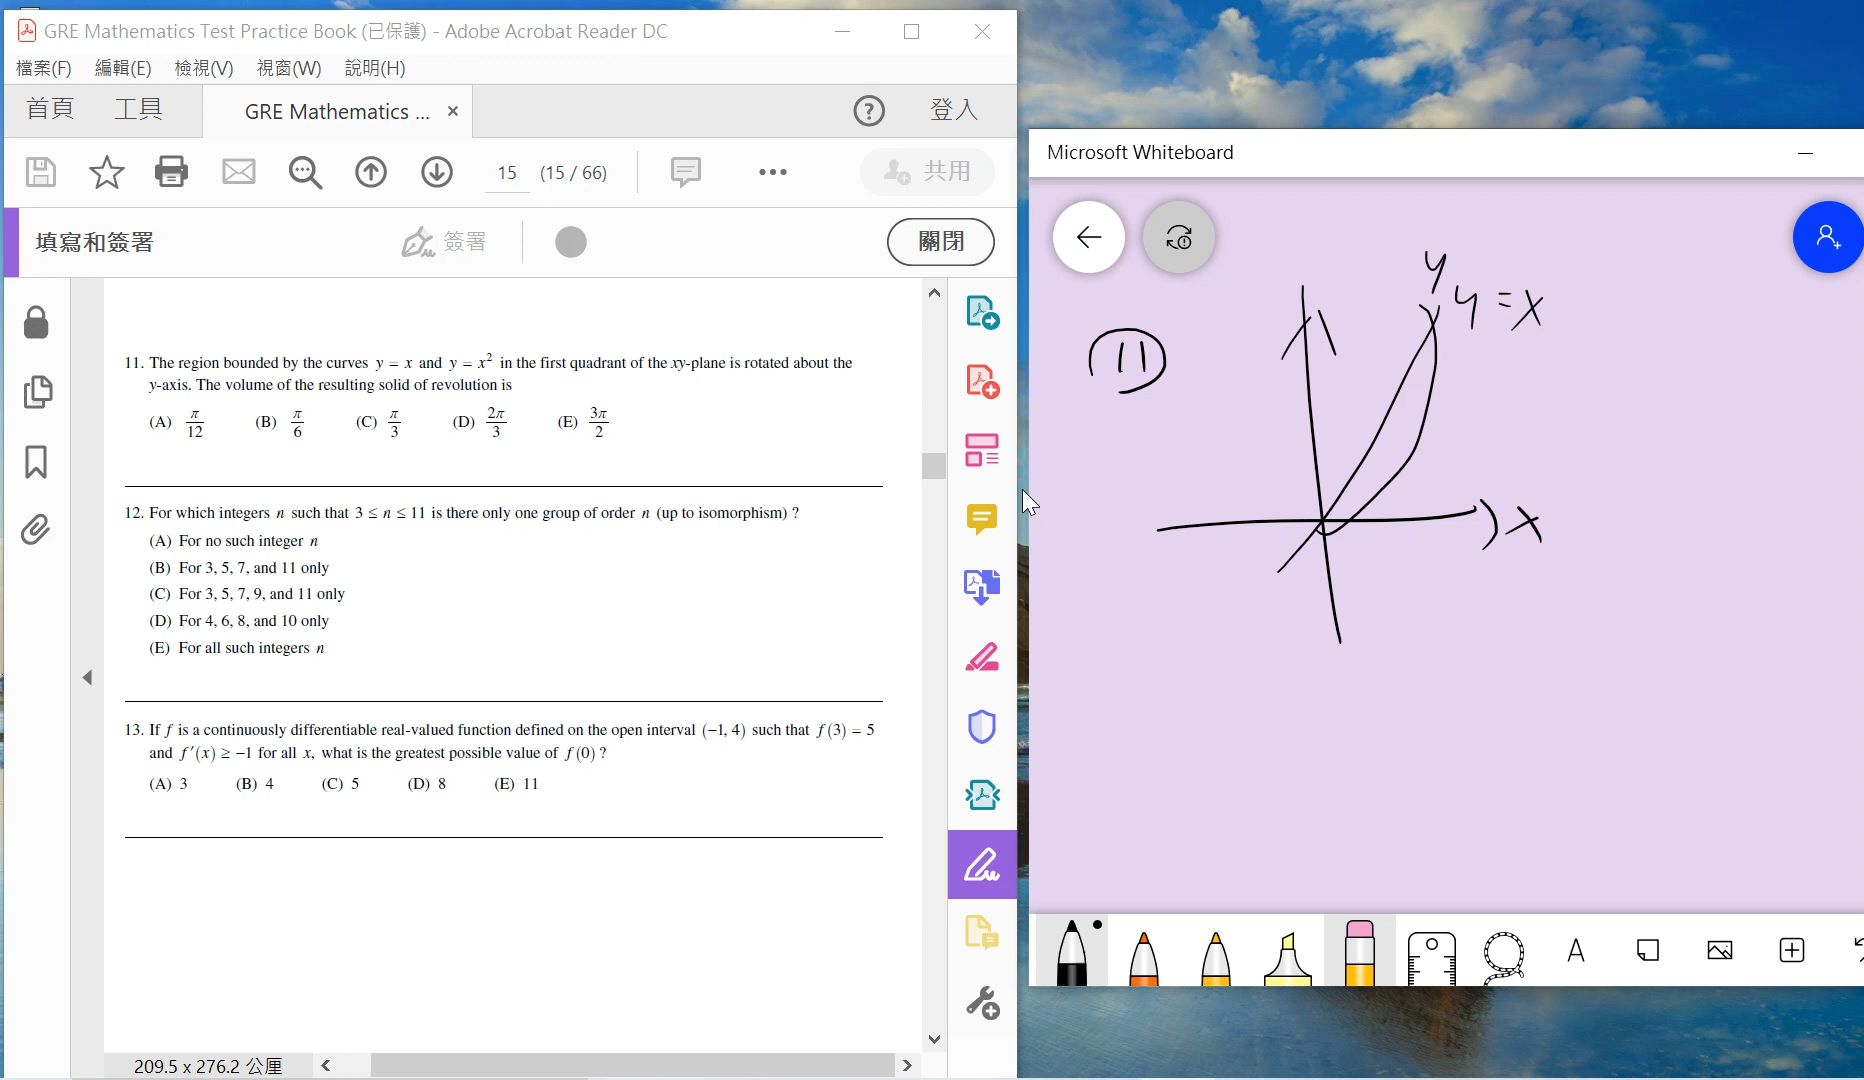 GRE Mathematics Test Practice Book (已保護) - Adobe Acrobat Reader DC
檔案(F) 編輯(E) 檢視(V) 視窗(W) 說明(H)
首頁 工具 GRE Mathematics ... × ? 登入
15 (15 / 66) 共用
填寫和簽署 簽署 關閉
11. The region bounded by the curves y = x and y = x² in the first quadrant of the xy-plane is rotated about the
y-axis. The volume of the resulting solid of revolution is
(A) π/12 (B) π/6 (C) π/3 (D) 2π/3 (E) 3π/2
12. For which integers n such that 3 ≤ n ≤ 11 is there only one group of order n (up to isomorphism) ?
(A) For no such integer n
(B) For 3, 5, 7, and 11 only
(C) For 3, 5, 7, 9, and 11 only
(D) For 4, 6, 8, and 10 only
(E) For all such integers n
13. If f is a continuously differentiable real-valued function defined on the open interval (−1, 4) such that f(3) = 5
and f′(x) ≥ −1 for all x, what is the greatest possible value of f(0) ?
(A) 3 (B) 4 (C) 5 (D) 8 (E) 11
209.5 x 276.2 公厘
Microsoft Whiteboard
y
y = x
11
x
A